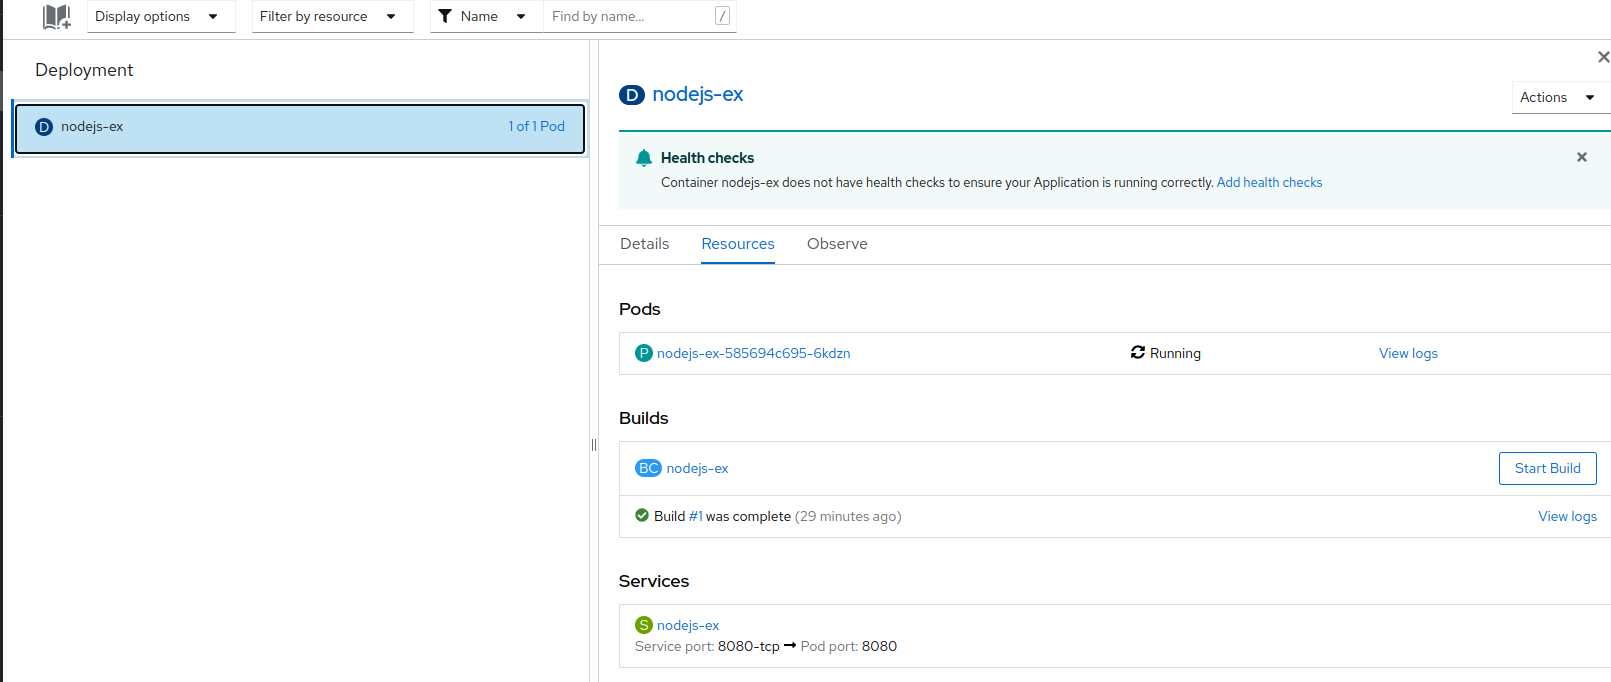 Display options
Filter by resource
Name
Find by name...
/
Deployment
D nodejs-ex
1 of 1 Pod
D nodejs-ex
Actions
Health checks
Container nodejs-ex does not have health checks to ensure your Application is running correctly. Add health checks
Details Resources Observe
Pods
P nodejs-ex-585694c695-6kdzn Running View logs
Builds
BC nodejs-ex Start Build
Build #1 was complete (29 minutes ago) View logs
Services
S nodejs-ex
Service port: 8080-tcp → Pod port: 8080